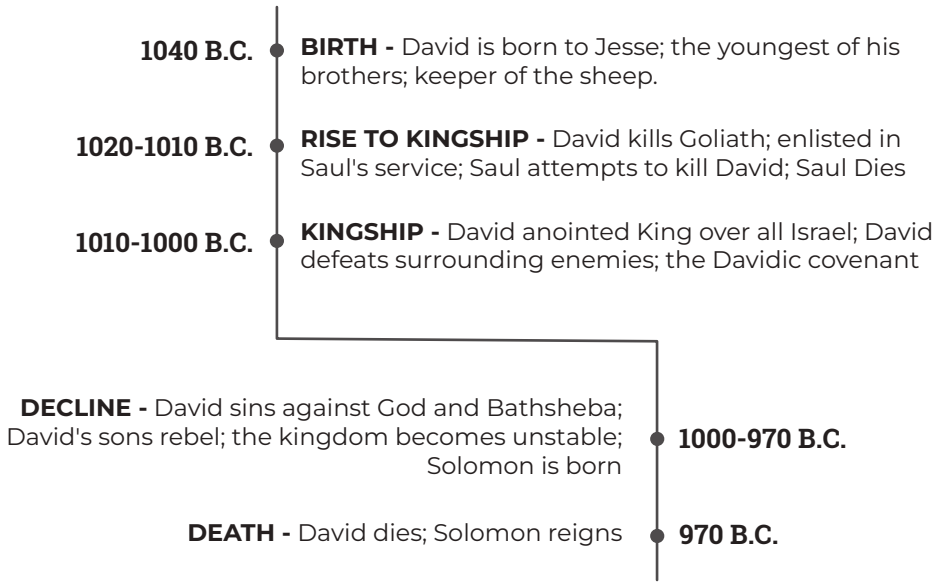 1040 B.C.
BIRTH - David is born to Jesse; the youngest of his
brothers; keeper of the sheep.
1020-1010 B.C.
RISE TO KINGSHIP - David kills Goliath; enlisted in
Saul's service; Saul attempts to kill David; Saul Dies
1010-1000 B.C.
KINGSHIP - David anointed King over all Israel; David
defeats surrounding enemies; the Davidic covenant
DECLINE - David sins against God and Bathsheba;
David's sons rebel; the kingdom becomes unstable;
Solomon is born
1000-970 B.C.
DEATH - David dies; Solomon reigns
970 B.C.